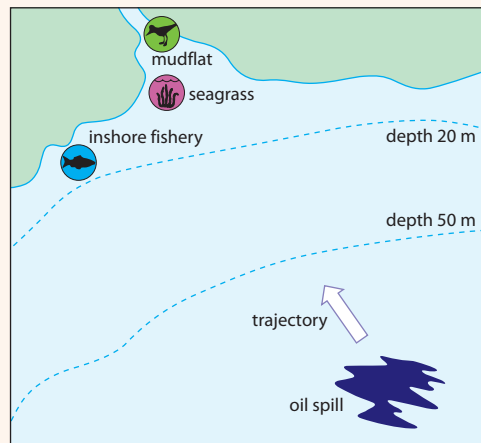 mudflat
seagrass
inshore fishery
depth 20 m
depth 50 m
trajectory
oil spill